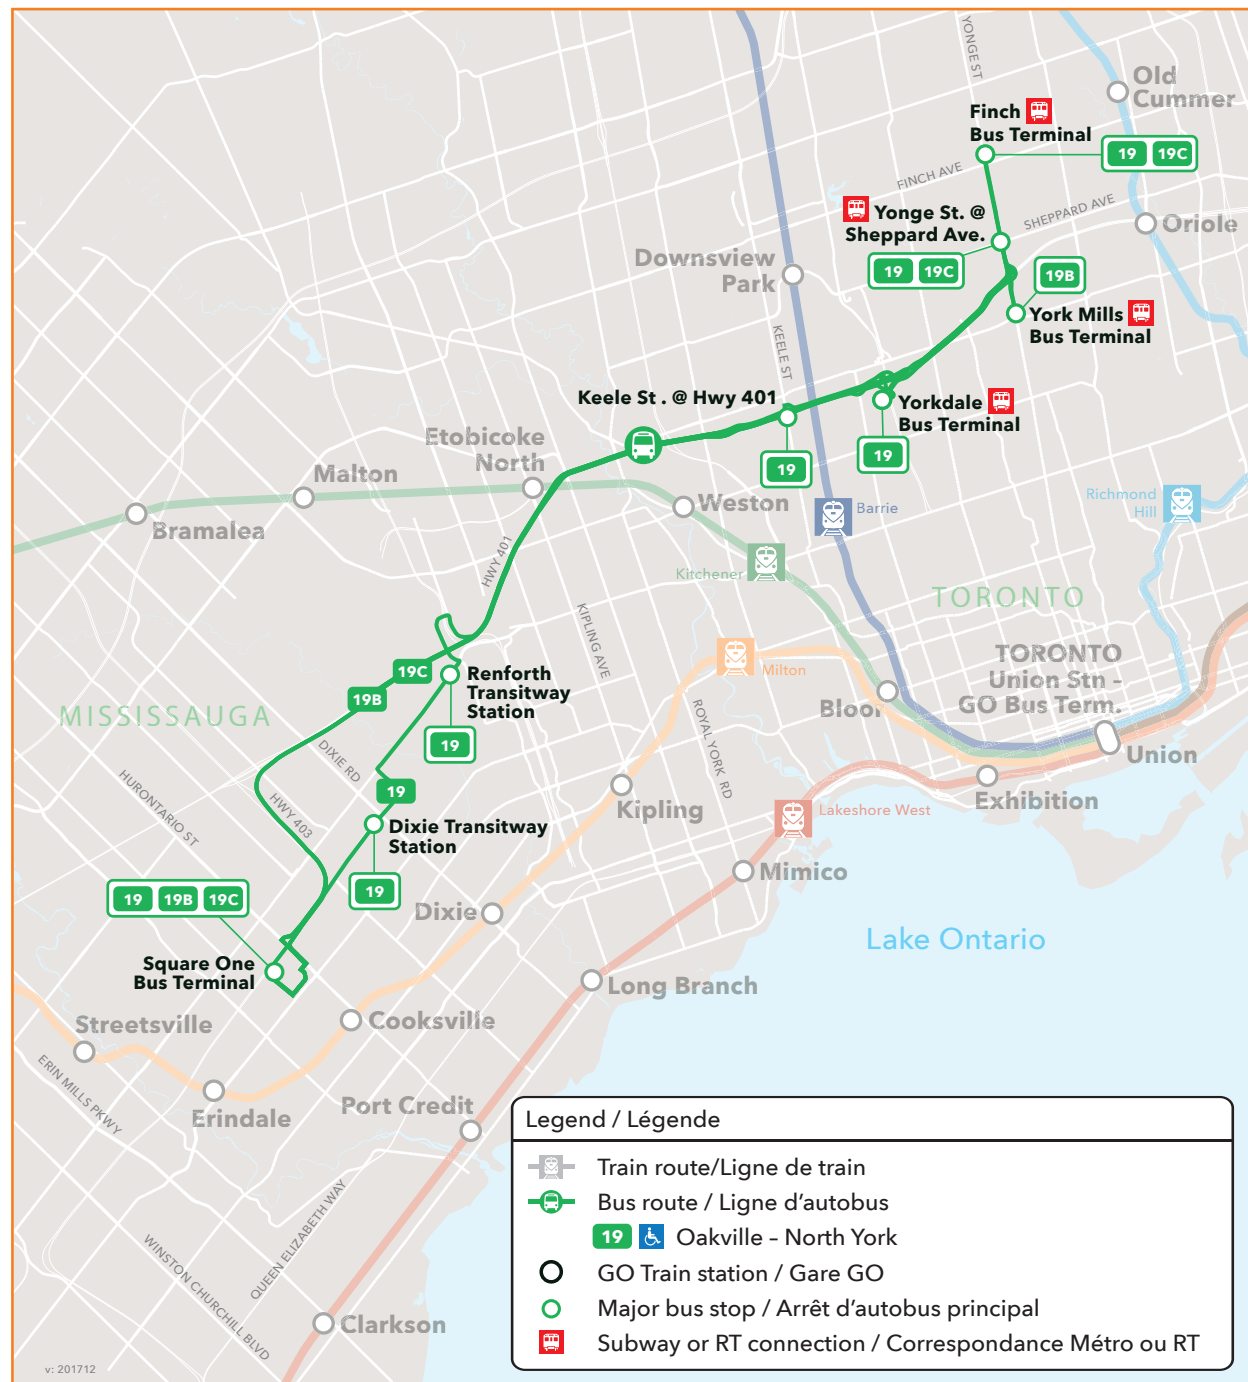 YONGE ST
Old
Cummer
Finch
Bus Terminal
19 19C
FINCH AVE
SHEPPARD AVE
Yonge St. @
Sheppard Ave.
Oriole
19 19C
Downsview
Park
19B
York Mills
Bus Terminal
KEELE ST
Keele St . @ Hwy 401
Yorkdale
Bus Terminal
19
19
Etobicoke
North
Malton
Bramalea
Weston
Barrie
Richmond
Hill
HWY 401
Kitchener
TORONTO
KIPLING AVE
TORONTO
Union Stn –
GO Bus Term.
Milton
Bloor
Union
19C
19B
Renforth
Transitway
Station
19
MISSISSAUGA
ROYAL YORK RD
DIXIE RD
HURONTARIO ST
HWY 403
19
Kipling
Exhibition
Lakeshore West
Dixie Transitway
Station
19
Mimico
19 19B 19C
Dixie
Lake Ontario
Square One
Bus Terminal
Long Branch
Streetsville
Cooksville
ERIN MILLS PKWY
Erindale
Port Credit
QUEEN ELIZABETH WAY
WINSTON CHURCHILL BLVD
Clarkson
Legend / Légende
Train route/Ligne de train
Bus route / Ligne d’autobus
19 Oakville – North York
GO Train station / Gare GO
Major bus stop / Arrêt d’autobus principal
Subway or RT connection / Correspondance Métro ou RT
v: 201712